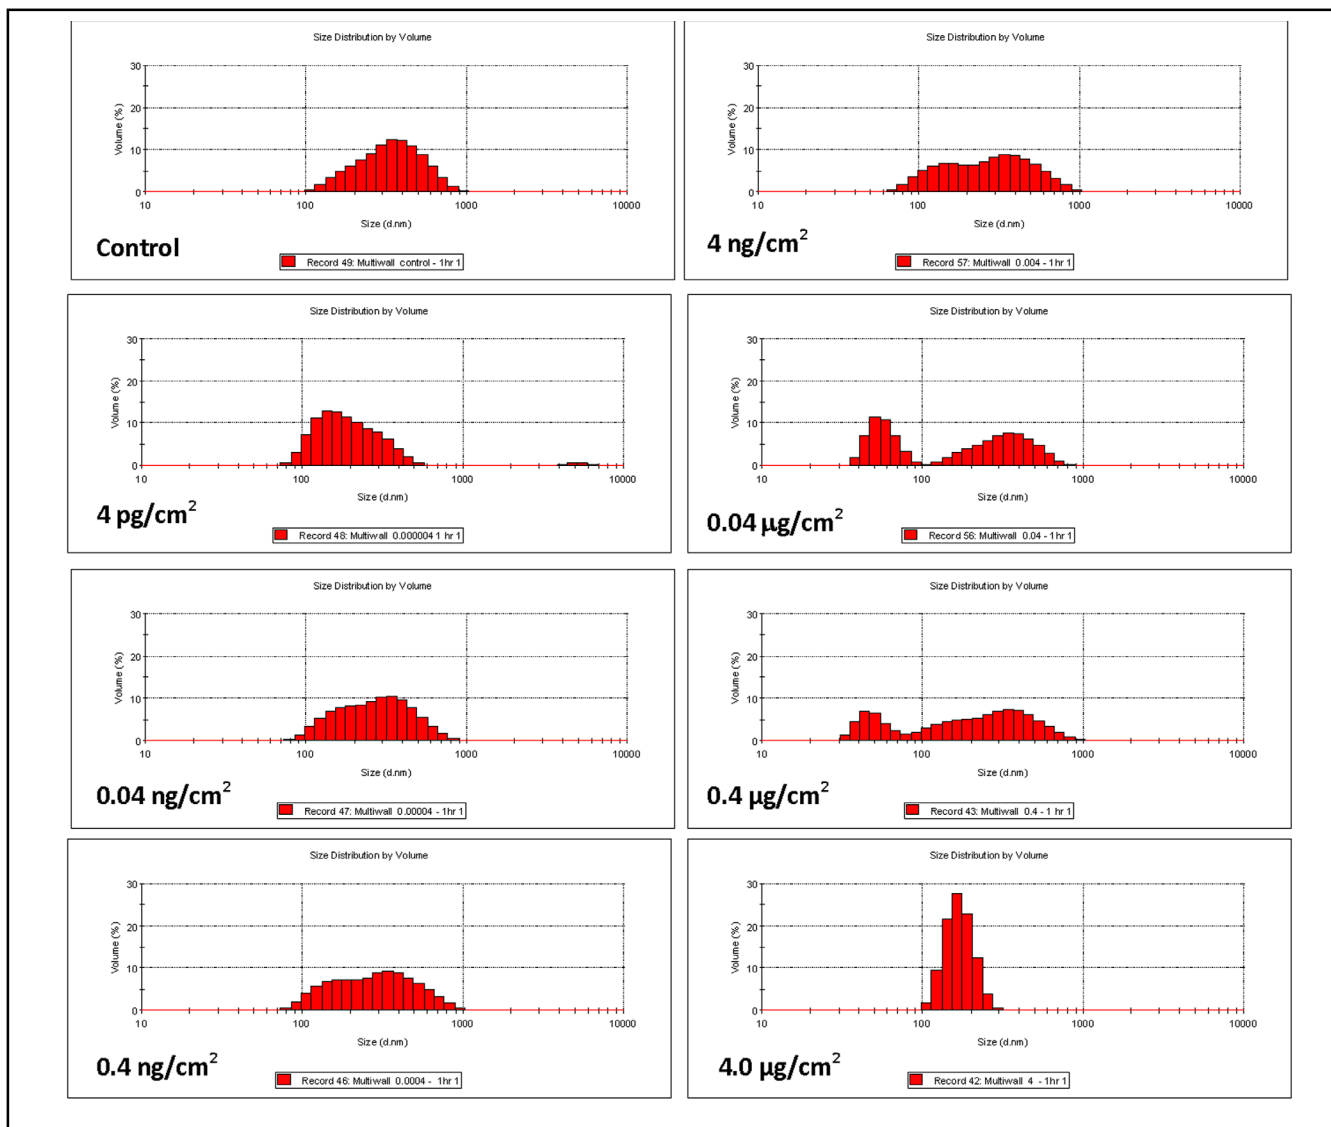 Size Distribution by Volume
30
20
10
0
Volume (%)
10 100 1000 10000
Size (d.nm)
Control
Record 49: Multiwall control - 1hr 1
Size Distribution by Volume
30
20
10
0
Volume (%)
10 100 1000 10000
Size (d.nm)
4 ng/cm²
Record 57: Multiwall 0.004 - 1hr 1
Size Distribution by Volume
30
20
10
0
Volume (%)
10 100 1000 10000
Size (d.nm)
4 pg/cm²
Record 48: Multiwall 0.000004 1 hr 1
Size Distribution by Volume
30
20
10
0
Volume (%)
10 100 1000 10000
Size (d.nm)
0.04 µg/cm²
Record 56: Multiwall 0.04 - 1hr 1
Size Distribution by Volume
30
20
10
0
Volume (%)
10 100 1000 10000
Size (d.nm)
0.04 ng/cm²
Record 47: Multiwall 0.00004 - 1hr 1
Size Distribution by Volume
30
20
10
0
Volume (%)
10 100 1000 10000
Size (d.nm)
0.4 µg/cm²
Record 43: Multiwall 0.4 - 1 hr 1
Size Distribution by Volume
30
20
10
0
Volume (%)
10 100 1000 10000
Size (d.nm)
0.4 ng/cm²
Record 46: Multiwall 0.0004 - 1hr 1
Size Distribution by Volume
30
20
10
0
Volume (%)
10 100 1000 10000
Size (d.nm)
4.0 µg/cm²
Record 42: Multiwall 4 - 1hr 1